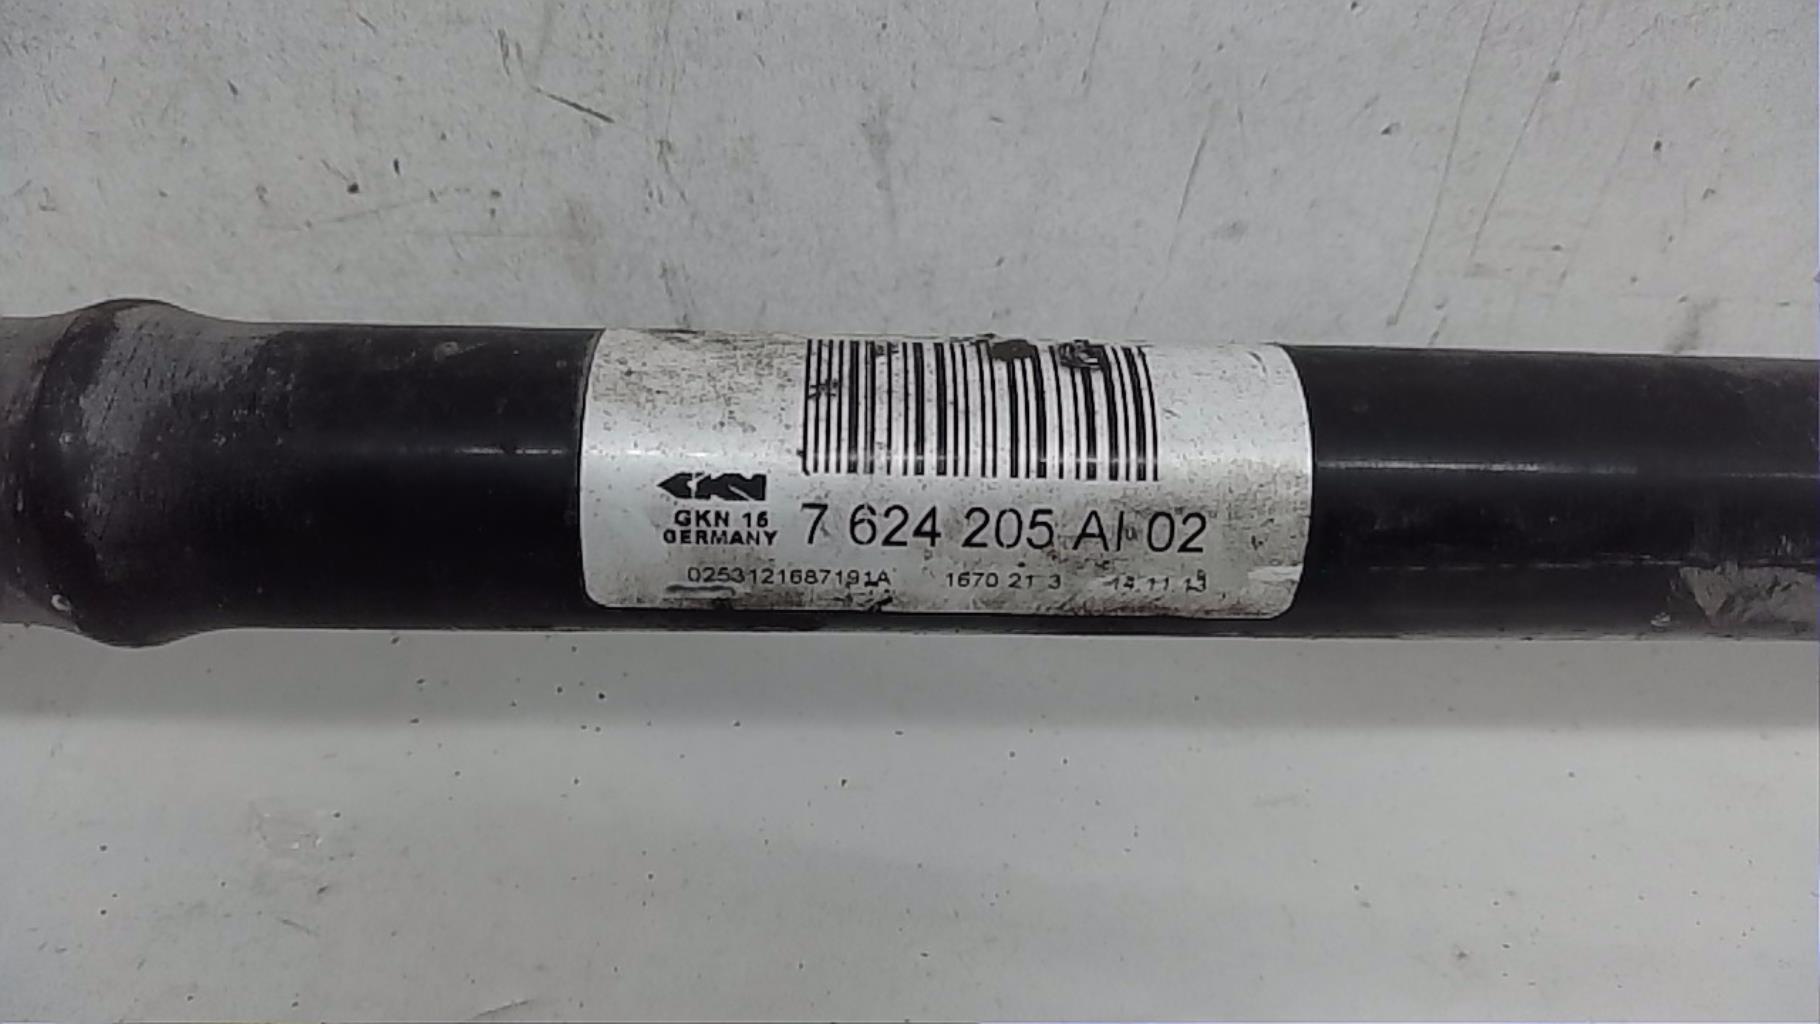 GKN
GKN 16
GERMANY
7 624 205 AI 02
0253121687191A 1670 21 3 14.11.13